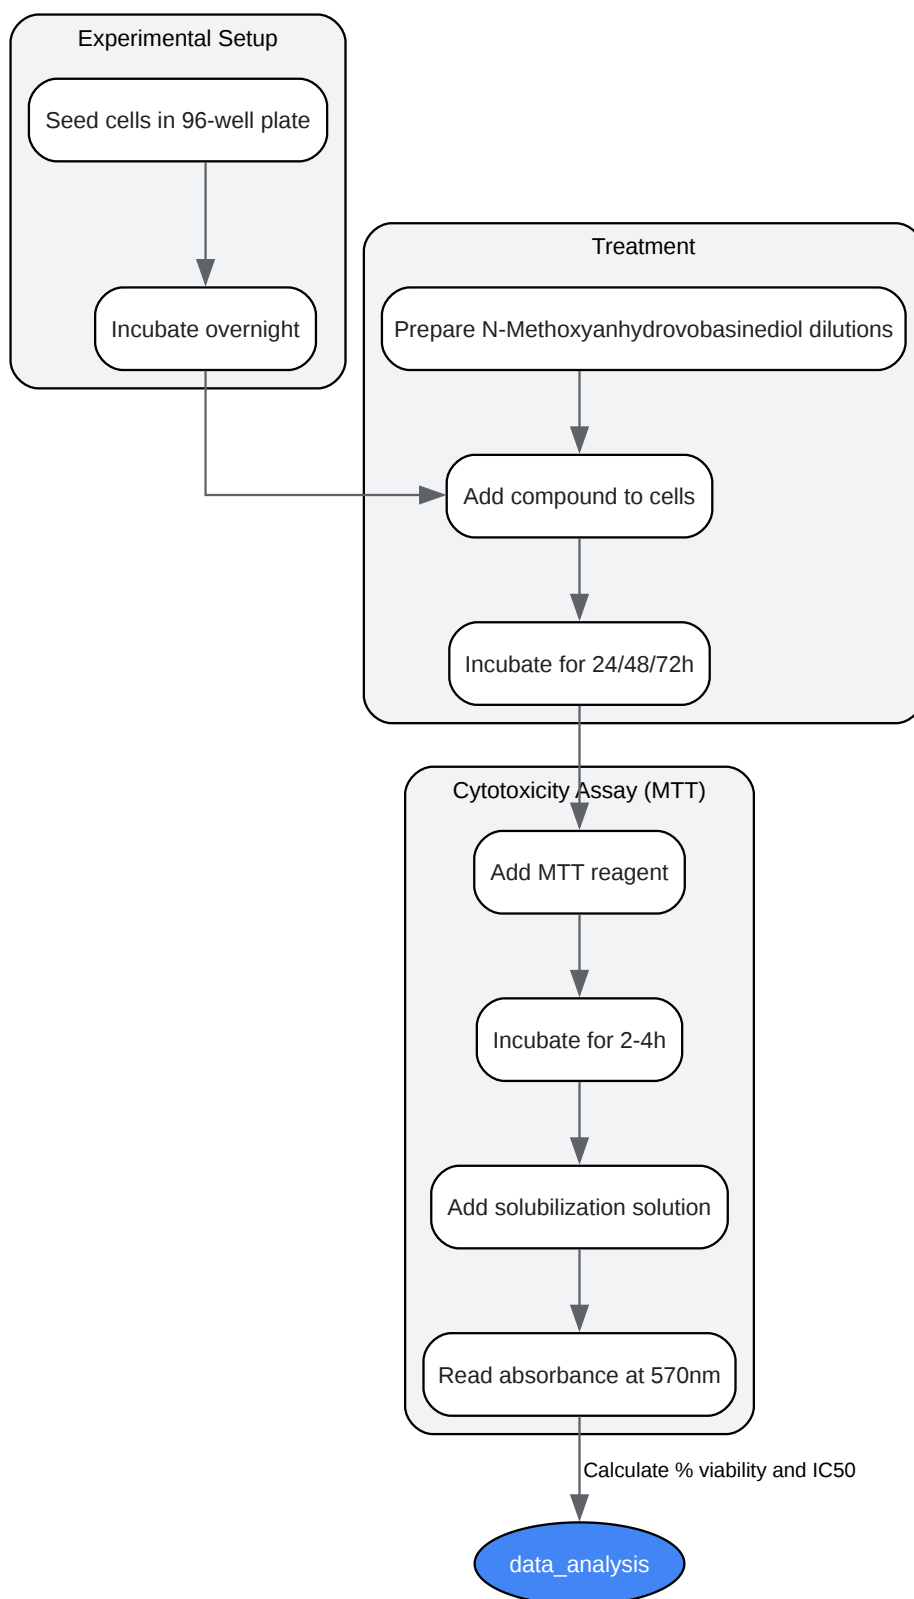 Experimental Setup
Seed cells in 96-well plate
Incubate overnight
Treatment
Prepare N-Methoxyanhydrovobasinediol dilutions
Add compound to cells
Incubate for 24/48/72h
Cytotoxicity Assay (MTT)
Add MTT reagent
Incubate for 2-4h
Add solubilization solution
Read absorbance at 570nm
Calculate % viability and IC50
data_analysis